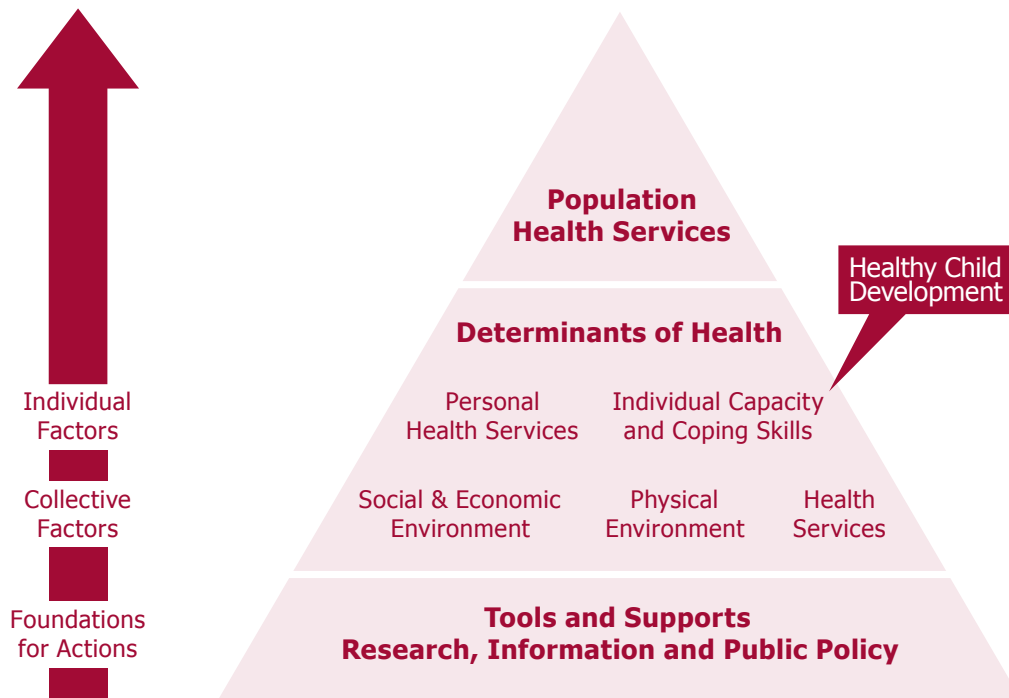 Population
Health Services
Healthy Child
Development
Determinants of Health
Individual
Factors
Personal
Health Services
Individual Capacity
and Coping Skills
Collective
Factors
Social & Economic
Environment
Physical
Environment
Health
Services
Foundations
for Actions
Tools and Supports
Research, Information and Public Policy